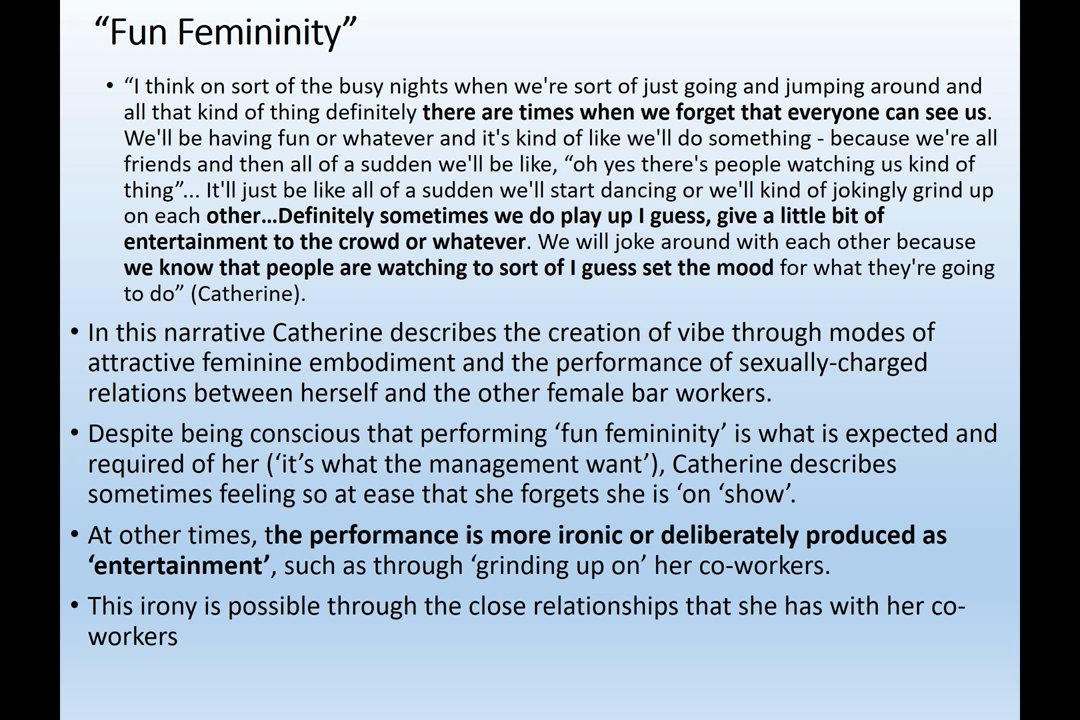 “Fun Femininity”
• “I think on sort of the busy nights when we're sort of just going and jumping around and
all that kind of thing definitely there are times when we forget that everyone can see us.
We'll be having fun or whatever and it's kind of like we'll do something - because we're all
friends and then all of a sudden we'll be like, “oh yes there's people watching us kind of
thing”... It'll just be like all of a sudden we'll start dancing or we'll kind of jokingly grind up
on each other…Definitely sometimes we do play up I guess, give a little bit of
entertainment to the crowd or whatever. We will joke around with each other because
we know that people are watching to sort of I guess set the mood for what they're going
to do” (Catherine).
• In this narrative Catherine describes the creation of vibe through modes of
attractive feminine embodiment and the performance of sexually-charged
relations between herself and the other female bar workers.
• Despite being conscious that performing ‘fun femininity’ is what is expected and
required of her (‘it’s what the management want’), Catherine describes
sometimes feeling so at ease that she forgets she is ‘on ‘show’.
• At other times, the performance is more ironic or deliberately produced as
‘entertainment’, such as through ‘grinding up on’ her co-workers.
• This irony is possible through the close relationships that she has with her co-
workers